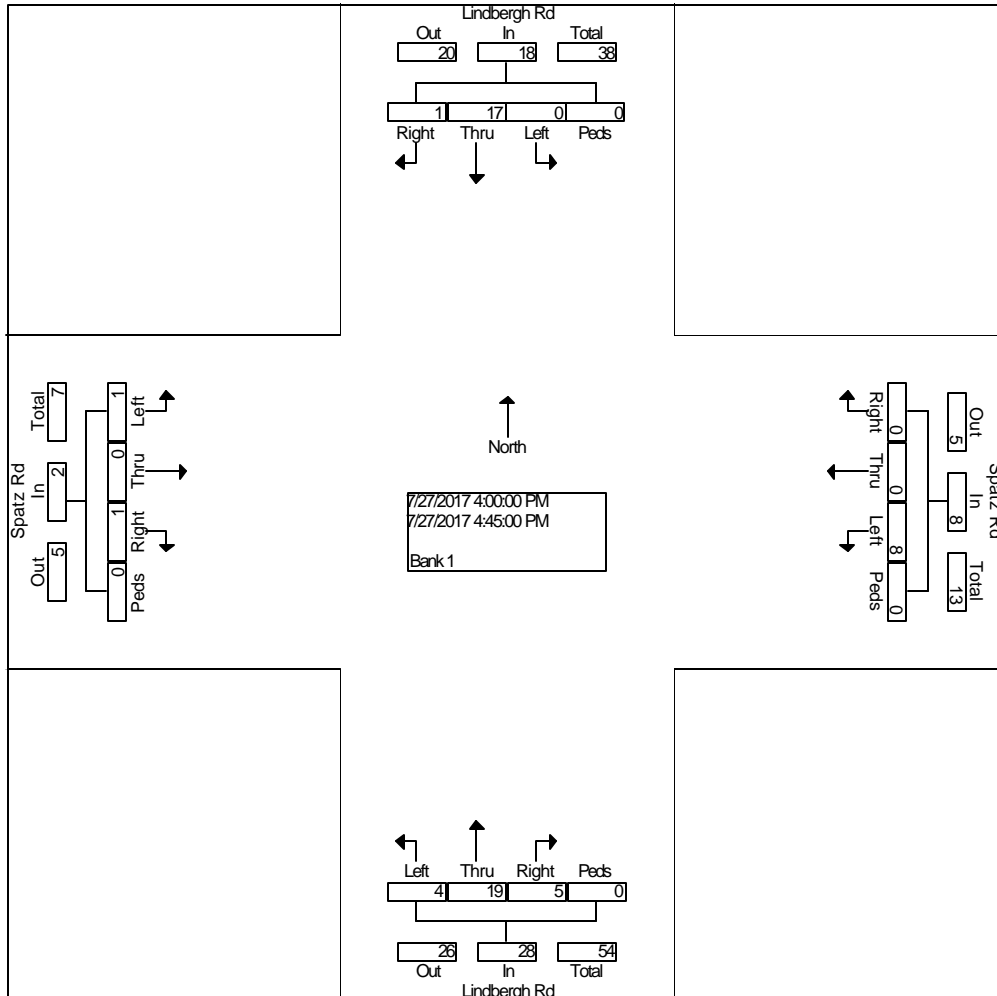 Lindbergh Rd
Out In Total
20 18 38
1 17 0 0
Right Thru Left Peds
Spatz Rd
Total In Out
7 2 5
1 0 1 0
Left Thru Right Peds
North
7/27/2017 4:00:00 PM
7/27/2017 4:45:00 PM
Bank 1
Right Thru Left Peds
0 0 8 0
Out In Total
5 8 13
Spatz Rd
Left Thru Right Peds
4 19 5 0
26 28 54
Out In Total
Lindbergh Rd